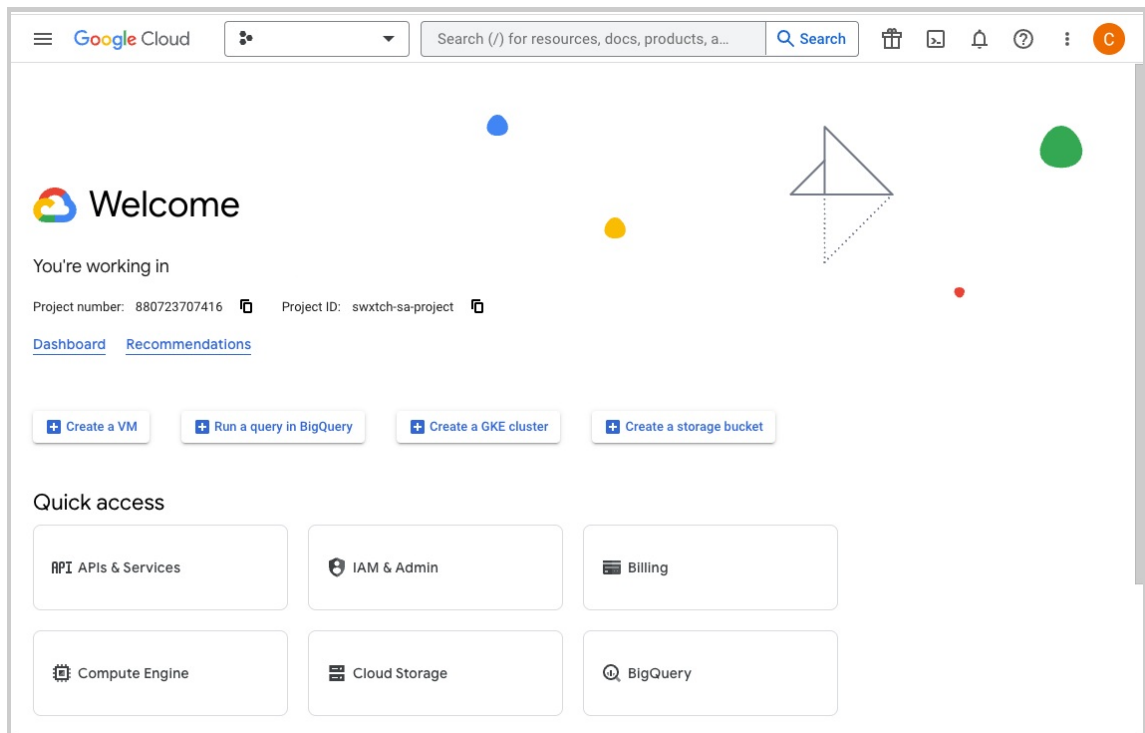 Google Cloud
Search (/) for resources, docs, products, a...
Search
C
Welcome
You're working in
Project number: 880723707416 Project ID: swxtch-sa-project
Dashboard Recommendations
Create a VM Run a query in BigQuery Create a GKE cluster Create a storage bucket
Quick access
API APIs & Services IAM & Admin Billing
Compute Engine Cloud Storage BigQuery